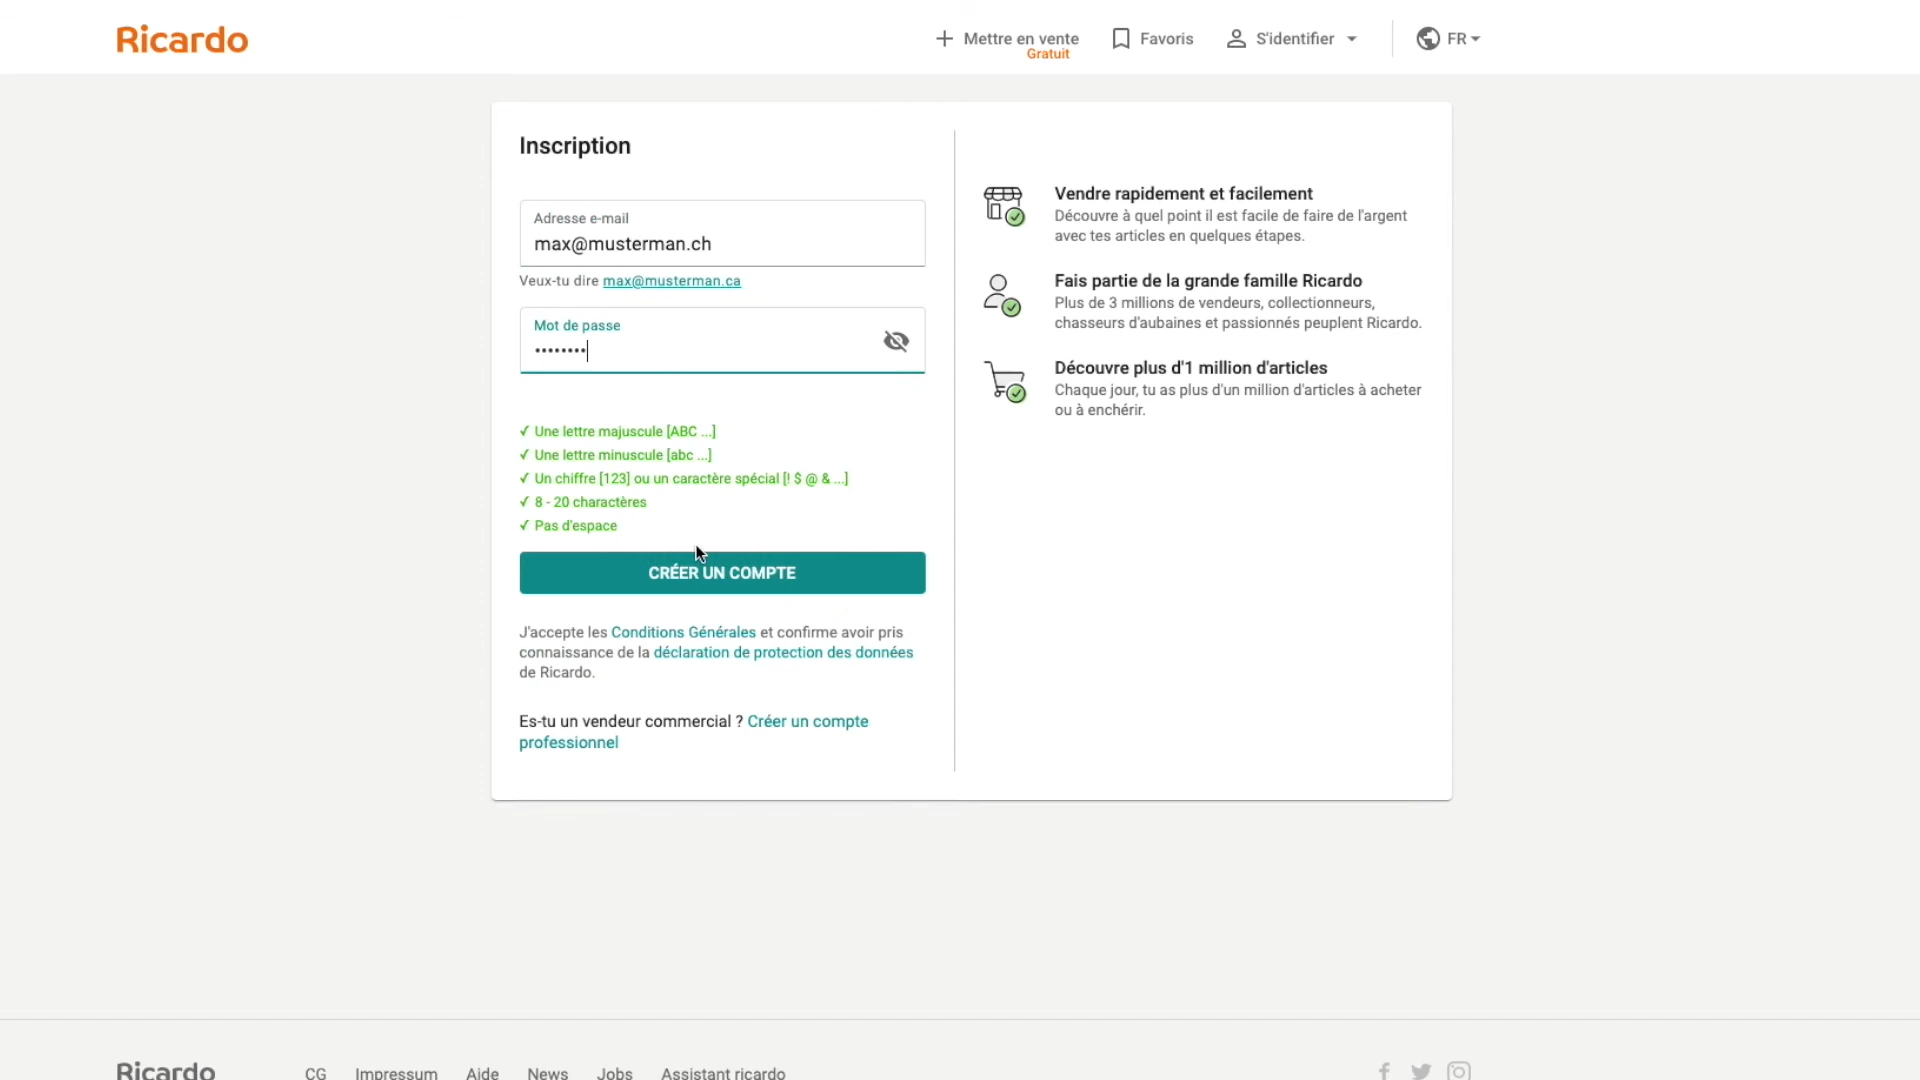 Ricardo
Mettre en vente
Gratuit
Favoris
S'identifier
FR
Inscription
Adresse e-mail
max@musterman.ch
Veux-tu dire max@musterman.ca
Mot de passe
••••••••
✓ Une lettre majuscule [ABC ...]
✓ Une lettre minuscule [abc ...]
✓ Un chiffre [123] ou un caractère spécial [! $ @ & ...]
✓ 8 - 20 charactères
✓ Pas d'espace
CRÉER UN COMPTE
J'accepte les Conditions Générales et confirme avoir pris
connaissance de la déclaration de protection des données
de Ricardo.
Es-tu un vendeur commercial ? Créer un compte
professionnel
Vendre rapidement et facilement
Découvre à quel point il est facile de faire de l'argent
avec tes articles en quelques étapes.
Fais partie de la grande famille Ricardo
Plus de 3 millions de vendeurs, collectionneurs,
chasseurs d'aubaines et passionnés peuplent Ricardo.
Découvre plus d'1 million d'articles
Chaque jour, tu as plus d'un million d'articles à acheter
ou à enchérir.
Ricardo
CG
Impressum
Aide
News
Jobs
Assistant ricardo